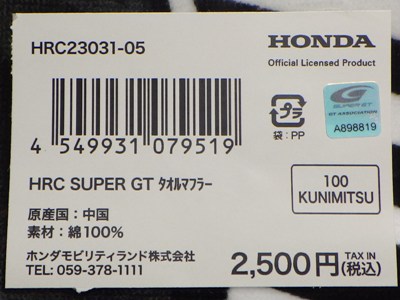 HRC23031-05
HONDA
Official Licensed Product
プラ
袋：PP
SUPER GT
GT-ASSOCIATION
A898819
4 549931 079519
HRC SUPER GT ﾀｵﾙﾏﾌﾗｰ
100
KUNIMITSU
原産国：中国
素材：綿100%
ホンダモビリティランド株式会社
TEL: 059-378-1111
2,500円 TAX IN (税込)